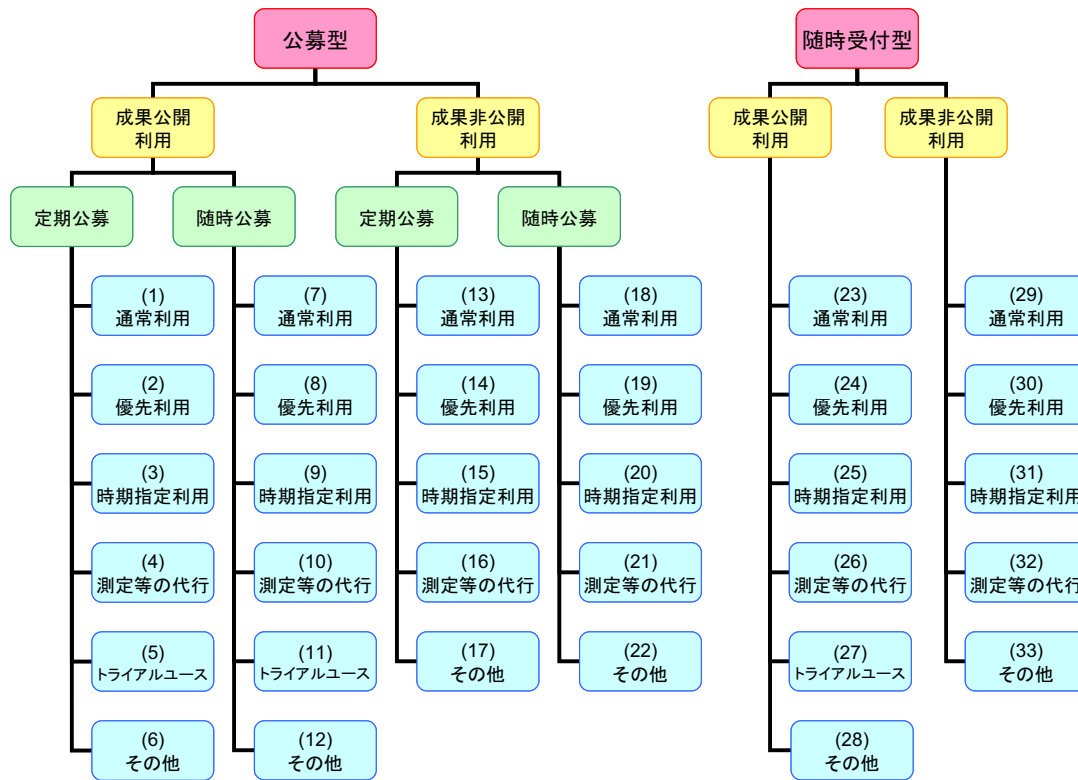 公募型
随時受付型
成果公開
利用
成果非公開
利用
成果公開
利用
成果非公開
利用
定期公募
随時公募
定期公募
随時公募
(1)
通常利用
(2)
優先利用
(3)
時期指定利用
(4)
測定等の代行
(5)
トライアルユース
(6)
その他
(7)
通常利用
(8)
優先利用
(9)
時期指定利用
(10)
測定等の代行
(11)
トライアルユース
(12)
その他
(13)
通常利用
(14)
優先利用
(15)
時期指定利用
(16)
測定等の代行
(17)
その他
(18)
通常利用
(19)
優先利用
(20)
時期指定利用
(21)
測定等の代行
(22)
その他
(23)
通常利用
(24)
優先利用
(25)
時期指定利用
(26)
測定等の代行
(27)
トライアルユース
(28)
その他
(29)
通常利用
(30)
優先利用
(31)
時期指定利用
(32)
測定等の代行
(33)
その他